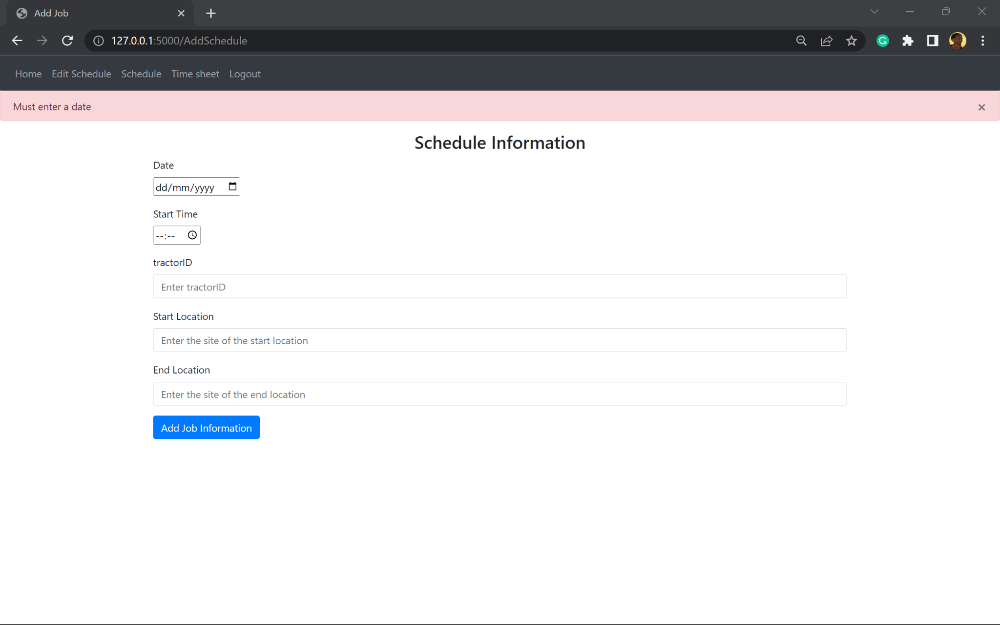 Add Job
127.0.0.1:5000/AddSchedule
Home Edit Schedule Schedule Time sheet Logout
Must enter a date
Schedule Information
Date
dd/mm/yyyy
Start Time
--:--
tractorID
Enter tractorID
Start Location
Enter the site of the start location
End Location
Enter the site of the end location
Add Job Information